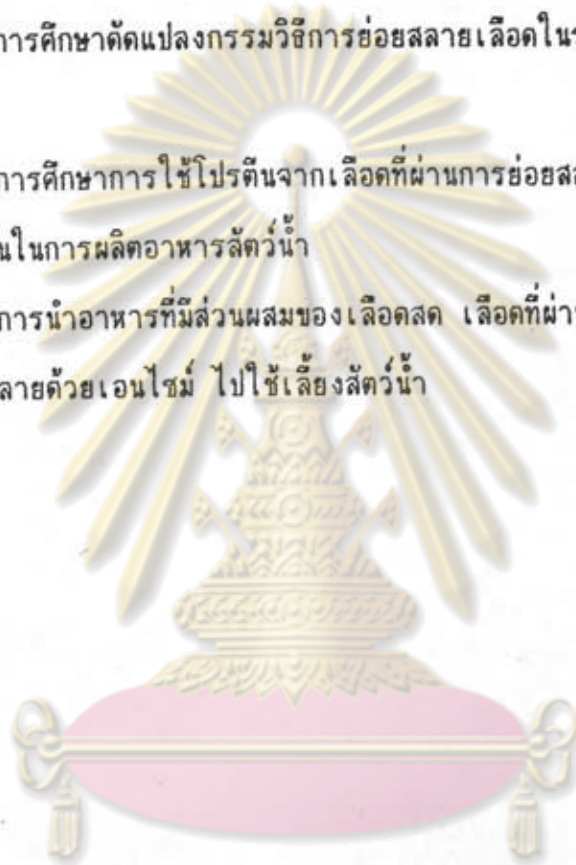 การศึกษาดัดแปลงกรรมวิธีการย่อยสลายเลือดใน
การศึกษาการใช้โปรตีนจากเลือดที่ผ่านการย่อยส
นในการผลิตอาหารสัตว์น้ำ
การนำอาหารที่มีส่วนผสมของเลือดสด เลือดที่ผ่า
ลายด้วยเอนไซม์ ไปใช้เลี้ยงสัตว์น้ำ